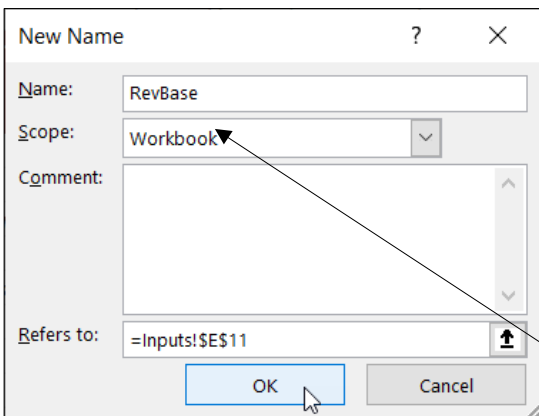 New Name ?
Name: RevBase
Scope: Workbook
Comment:
Refers to: =Inputs!$E$11
OK Cancel